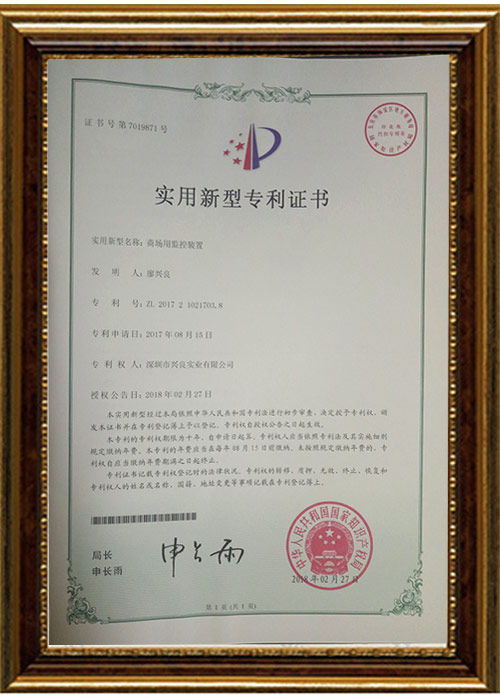 证书号第7019871号
实用新型专利证书
实用新型名称：商场用监控装置
发 明 人：廖兴良
专 利 号：ZL 2017 2 1021703.8
专利申请日：2017年08月15日
专 利 权 人：深圳市兴良实业有限公司
授权公告日：2018年02月27日
本实用新型经过本局依照中华人民共和国专利法进行初步审查，决定授予专利权，颁
发本证书并在专利登记簿上予以登记。专利权自授权公告之日起生效。
本专利的专利权期限为十年，自申请日起算。专利权人应当依照专利法及其实施细则
规定缴纳年费。本专利的年费应当在每年08月15日前缴纳。未按照规定缴纳年费的，专
利权自应当缴纳年费期满之日起终止。
专利证书记载专利权登记时的法律状况。专利权的转移、质押、无效、终止、恢复和
专利权人的姓名或名称、国籍、地址变更等事项记载在专利登记簿上。
局长
申长雨
申长雨
中华人民共和国国家知识产权局
2018年02月27日
第1页(共1页)